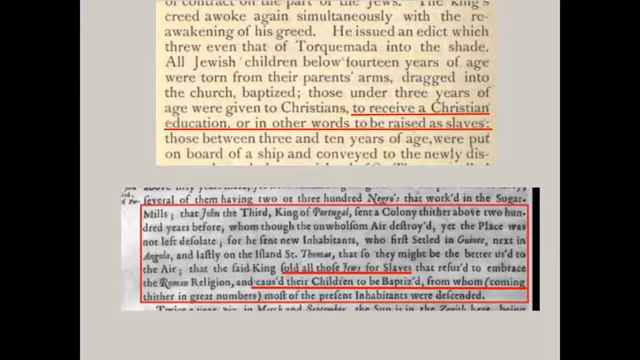 of contract on the part of the Jews. The King's
creed awoke again simultaneously with the re-
awakening of his greed. He issued an edict which
threw even that of Torquemada into the shade.
All Jewish children below fourteen years of age
were torn from their parents' arms, dragged into
the church, baptized; those under three years of
age were given to Christians, to receive a Christian
education, or in other words to be raised as slaves;
those between three and ten years of age, were put
on board of a ship and conveyed to the newly dis-
several of them having two or three hundred Negro's that work'd in the Sugar-
Mills; that John the Third, King of Portugal, sent a Colony thither above two hun-
dred years before, whom though the unwholsom Air destroy'd, yet the Place was
not left desolate; for he sent new Inhabitants, who first Setled in Guinee, next in
Angola, and lastly on the Island St. Thomas, that so they might be the better us'd to
the Air; that the said King sold all those Jews for Slaves that refus'd to embrace
the Roman Religion, and caus'd their Children to be Baptiz'd, from whom (coming
thither in great numbers) most of the present Inhabitants were descended.